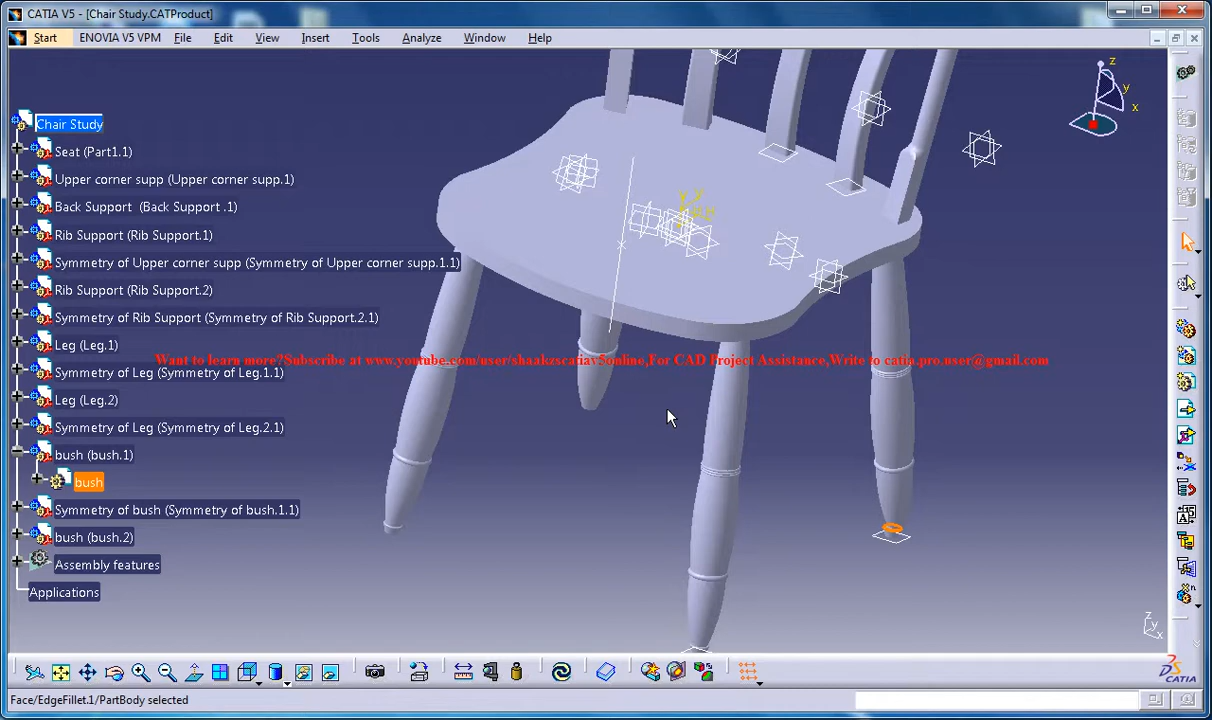 CATIA V5 - [Chair Study.CATProduct]
Start ENOVIA V5 VPM File Edit View Insert Tools Analyze Window Help
Chair Study
Seat (Part1.1)
Upper corner supp (Upper corner supp.1)
Back Support (Back Support .1)
Rib Support (Rib Support.1)
Symmetry of Upper corner supp (Symmetry of Upper corner supp.1.1)
Rib Support (Rib Support.2)
Symmetry of Rib Support (Symmetry of Rib Support.2.1)
Leg (Leg.1)
Want to learn more?Subscribe at www.youtube.com/user/shaakzscatiav5online,For CAD Project Assistance,Write to catia.pro.user@gmail.com
Symmetry of Leg (Symmetry of Leg.1.1)
Leg (Leg.2)
Symmetry of Leg (Symmetry of Leg.2.1)
bush (bush.1)
bush
Symmetry of bush (Symmetry of bush.1.1)
bush (bush.2)
Assembly features
Applications
z
y
x
z
y
x
CATIA
Face/EdgeFillet.1/PartBody selected